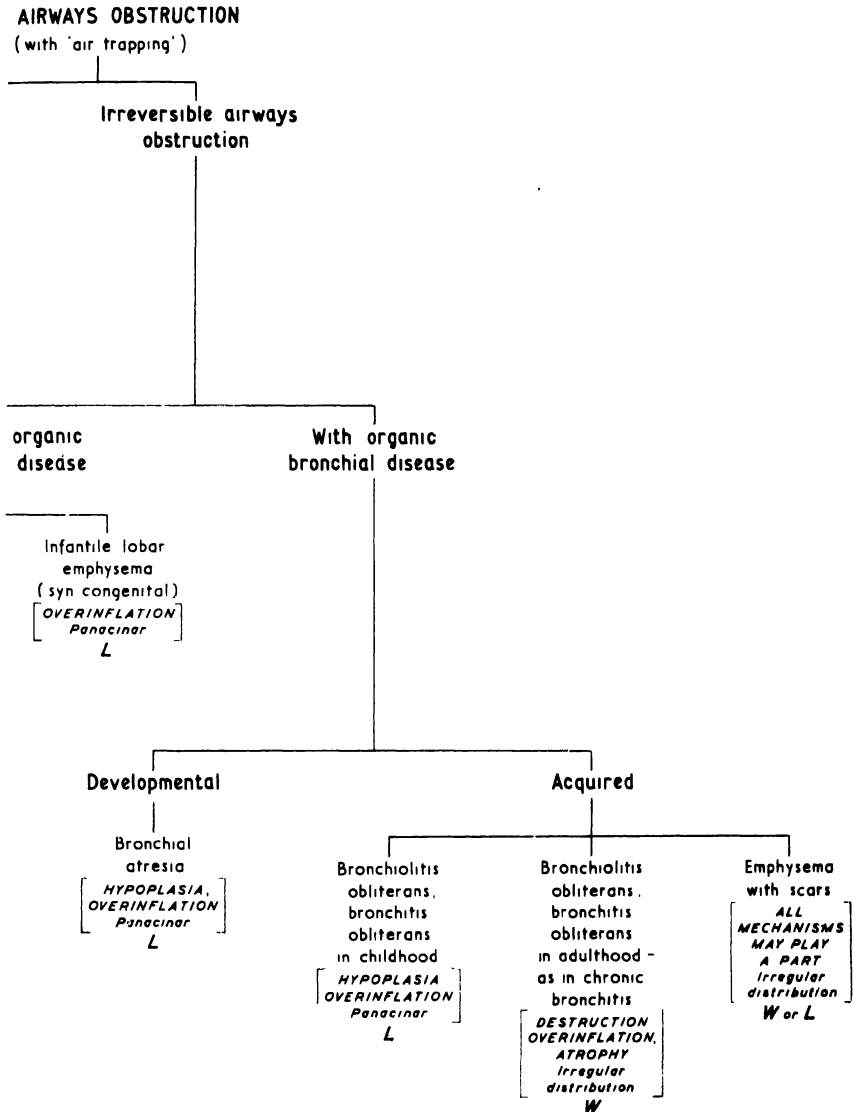 AIRWAYS OBSTRUCTION
(with 'air trapping')
Irreversible airways
obstruction
organic
disease
With organic
bronchial disease
Infantile lobar
emphysema
(syn congenital)
OVERINFLATION
Panacinar
L
Developmental
Acquired
Bronchial
atresia
HYPOPLASIA,
OVERINFLATION
Panacinar
L
Bronchiolitis
obliterans,
bronchitis
obliterans
in childhood
HYPOPLASIA
OVERINFLATION
Panacinar
L
Bronchiolitis
obliterans,
bronchitis
obliterans
in adulthood -
as in chronic
bronchitis
DESTRUCTION
OVERINFLATION,
ATROPHY
Irregular
distribution
W
Emphysema
with scars
ALL
MECHANISMS
MAY PLAY
A PART
Irregular
distribution
W or L